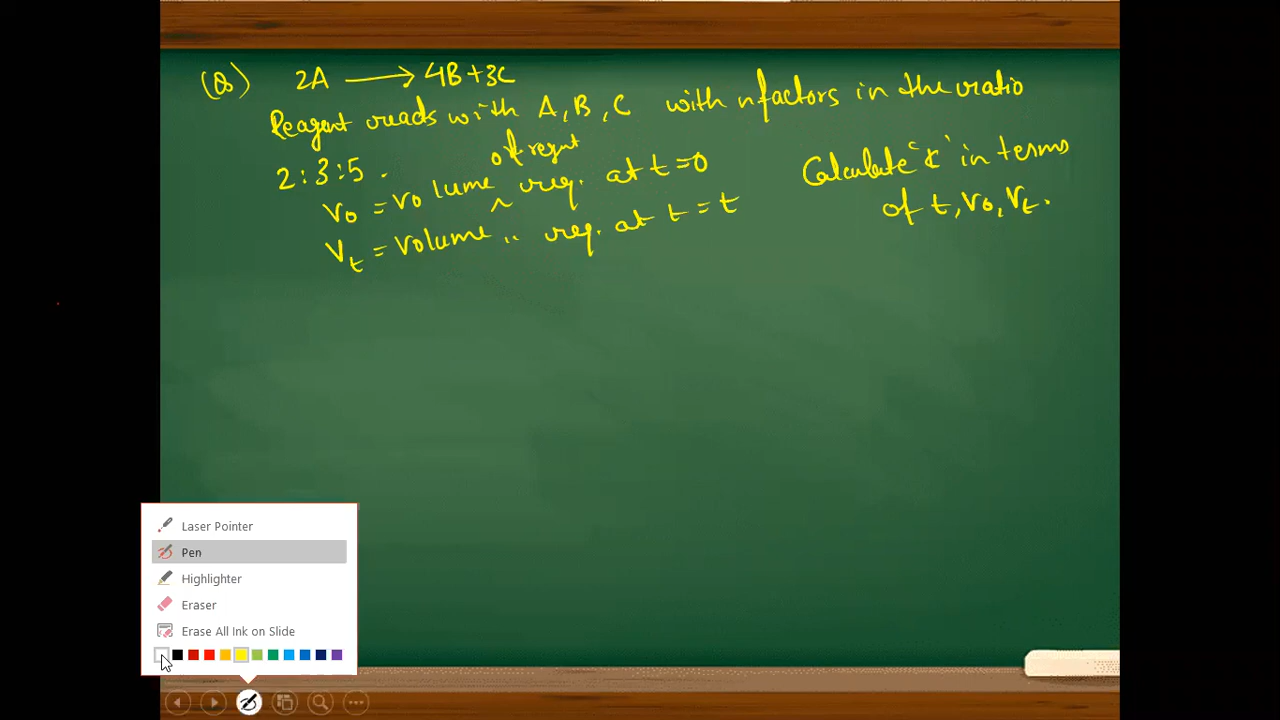 (Q) 2A ⟶ 4B+3C
Reagent reacts with A, B, C with nfactors in the ratio
2:3:5.
of regnt
V₀ = volume ^ req. at t=0
Vₜ = Volume ,, req. at t = t
Calculate "k" in terms
of t, V₀, Vₜ.
Laser Pointer
Pen
Highlighter
Eraser
Erase All Ink on Slide